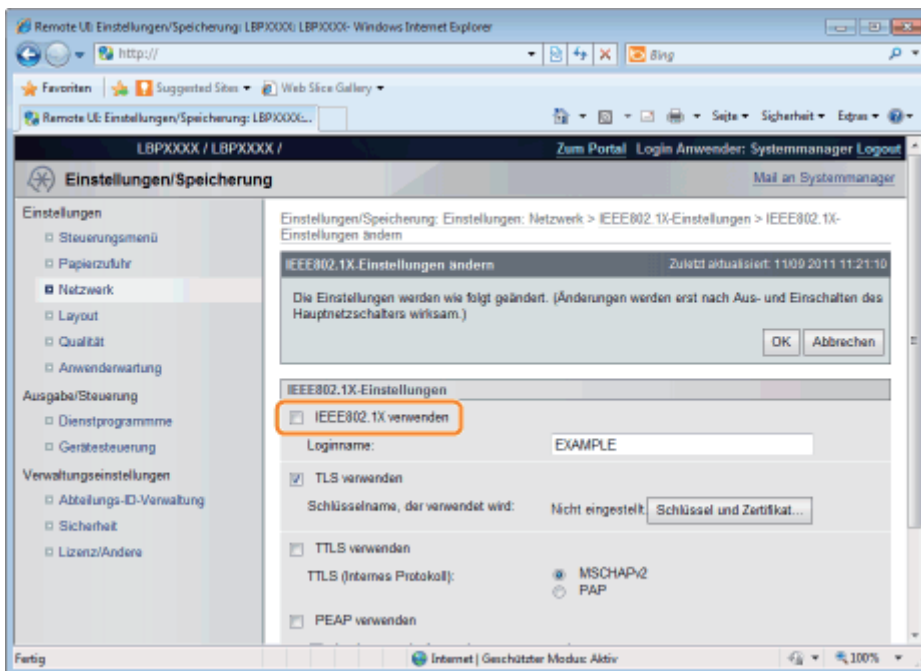 Remote UI: Einstellungen/Speicherung: LBPXXXX: LBPXXXX- Windows Internet Explorer
http://
Bing
Favoriten Suggested Sites Web Slice Gallery
Remote UI: Einstellungen/Speicherung: LBPXXXX:... Seite Sicherheit Extras
LBPXXXX / LBPXXXX / Zum Portal Login Anwender: Systemmanager Logout
Einstellungen/Speicherung Mail an Systemmanager
Einstellungen
Steuerungsmenü
Papierzufuhr
Netzwerk
Layout
Qualität
Anwenderwartung
Ausgabe/Steuerung
Dienstprogrammme
Gerätesteuerung
Verwaltungseinstellungen
Abteilungs-ID-Verwaltung
Sicherheit
Lizenz/Andere
Einstellungen/Speicherung: Einstellungen: Netzwerk > IEEE802.1X-Einstellungen > IEEE802.1X-
Einstellungen ändern
IEEE802.1X-Einstellungen ändern Zuletzt aktualisiert: 11/09 2011 11:21:10
Die Einstellungen werden wie folgt geändert. (Änderungen werden erst nach Aus- und Einschalten des
Hauptnetzschalters wirksam.)
OK Abbrechen
IEEE802.1X-Einstellungen
IEEE802.1X verwenden
Loginname: EXAMPLE
TLS verwenden
Schlüsselname, der verwendet wird: Nicht eingestellt. Schlüssel und Zertifikat...
TTLS verwenden
TTLS (Internes Protokoll): MSCHAPv2
PAP
PEAP verwenden
Fertig Internet | Geschützter Modus: Aktiv 100%